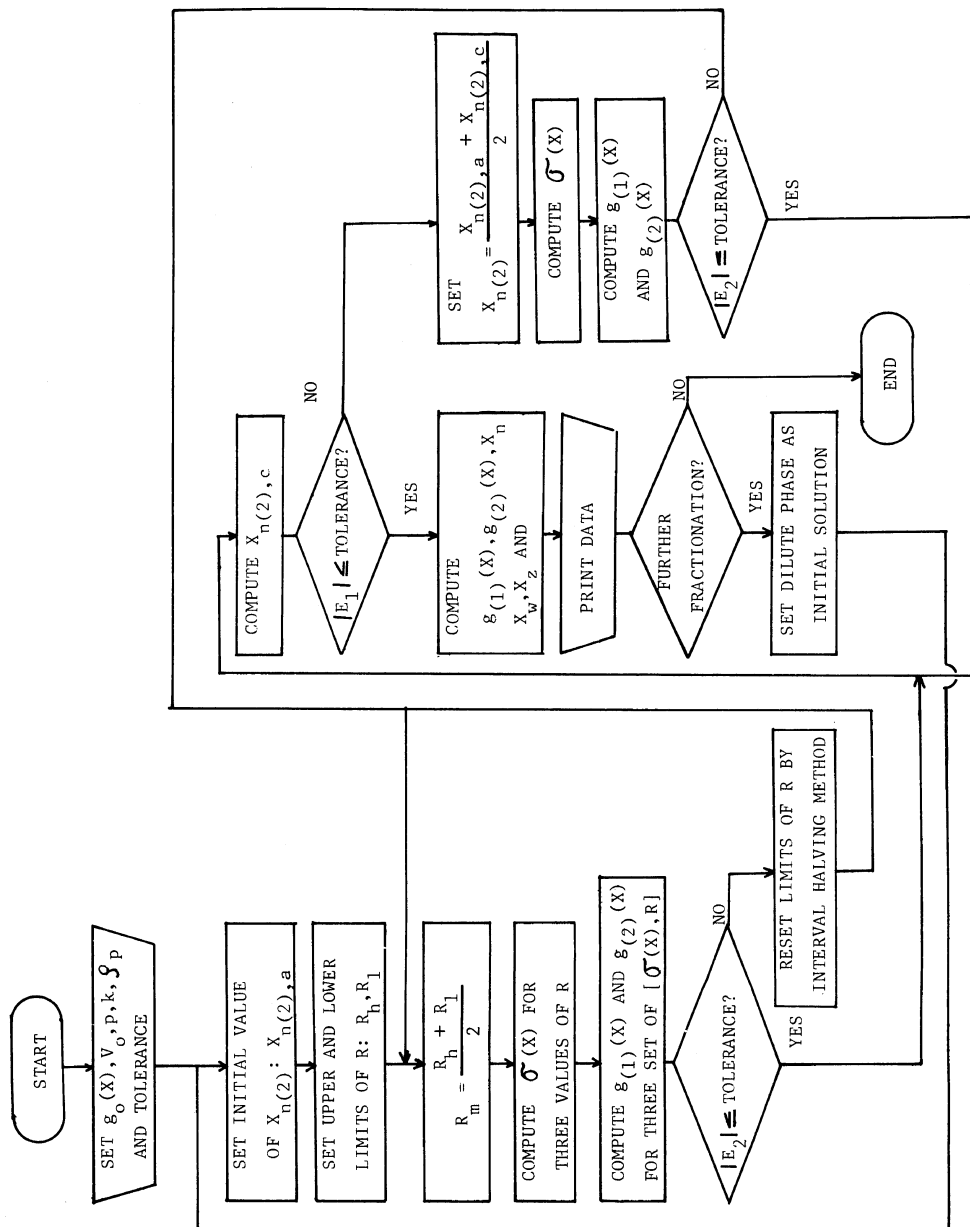 START
SET g_o(X), V_o, p, k, ρ_p
AND TOLERANCE
SET INITIAL VALUE
OF X_n(2): X_n(2),a
SET UPPER AND LOWER
LIMITS OF R: R_h, R_l
R_m = (R_h + R_l) / 2
COMPUTE σ(X) FOR
THREE VALUES OF R
COMPUTE g_(1)(X) AND g_(2)(X)
FOR THREE SET OF [σ(X), R]
|E_2| ≦ TOLERANCE?
NO
YES
RESET LIMITS OF R BY
INTERVAL HALVING METHOD
COMPUTE X_n(2),c
|E_1| ≦ TOLERANCE?
NO
YES
COMPUTE
g_(1)(X), g_(2)(X), X_n
X_w, X_z AND
PRINT DATA
FURTHER
FRACTIONATION?
NO
YES
SET DILUTE PHASE AS
INITIAL SOLUTION
END
SET
X_n(2) = (X_n(2),a + X_n(2),c) / 2
COMPUTE σ(X)
COMPUTE g_(1)(X)
AND g_(2)(X)
|E_2| ≦ TOLERANCE?
NO
YES